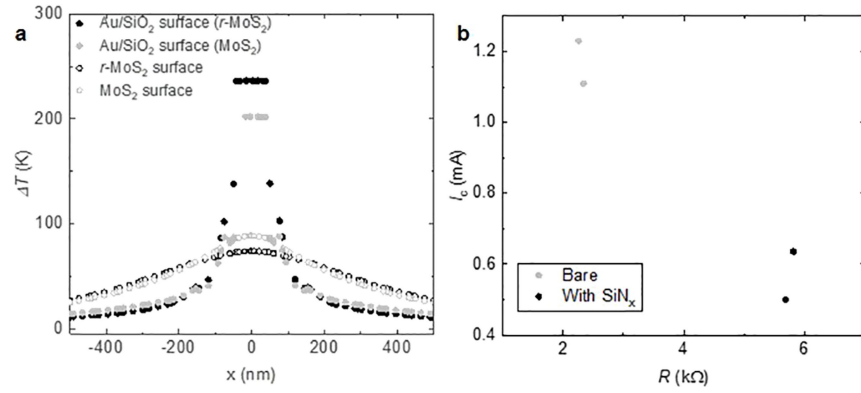 a
Au/SiO₂ surface (r-MoS₂)
Au/SiO₂ surface (MoS₂)
r-MoS₂ surface
MoS₂ surface
300
200
100
0
ΔT (K)
-400 -200 0 200 400
x (nm)
b
1.2
1.0
0.8
0.6
0.4
I_c (mA)
Bare
With SiNₓ
2 4 6
R (kΩ)